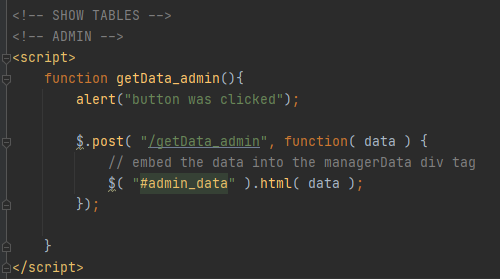 <!-- SHOW TABLES -->
<!-- ADMIN -->
<script>
    function getData_admin(){
        alert("button was clicked");

        $.post( "/getData_admin", function( data ) {
            // embed the data into the managerData div tag
            $( "#admin_data" ).html( data );
        });

    }
</script>